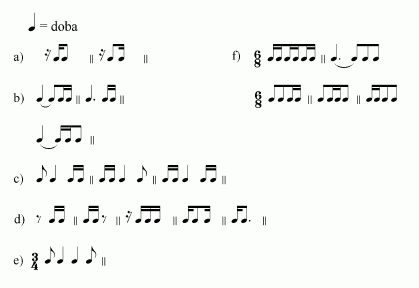 = doba
a) f) 6 8
b) 6 8
c)
d)
e) 3 4